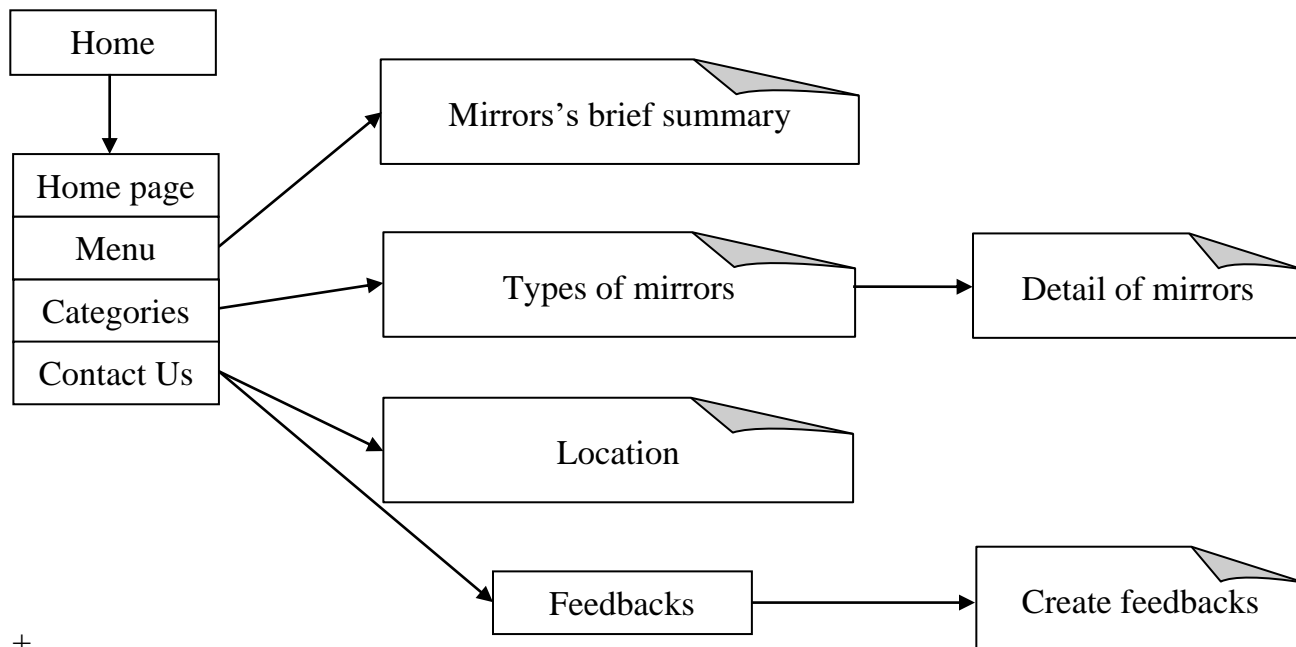 Home
Home page
Menu
Categories
Contact Us
Mirrors's brief summary
Types of mirrors
Detail of mirrors
Location
Feedbacks
Create feedbacks
+